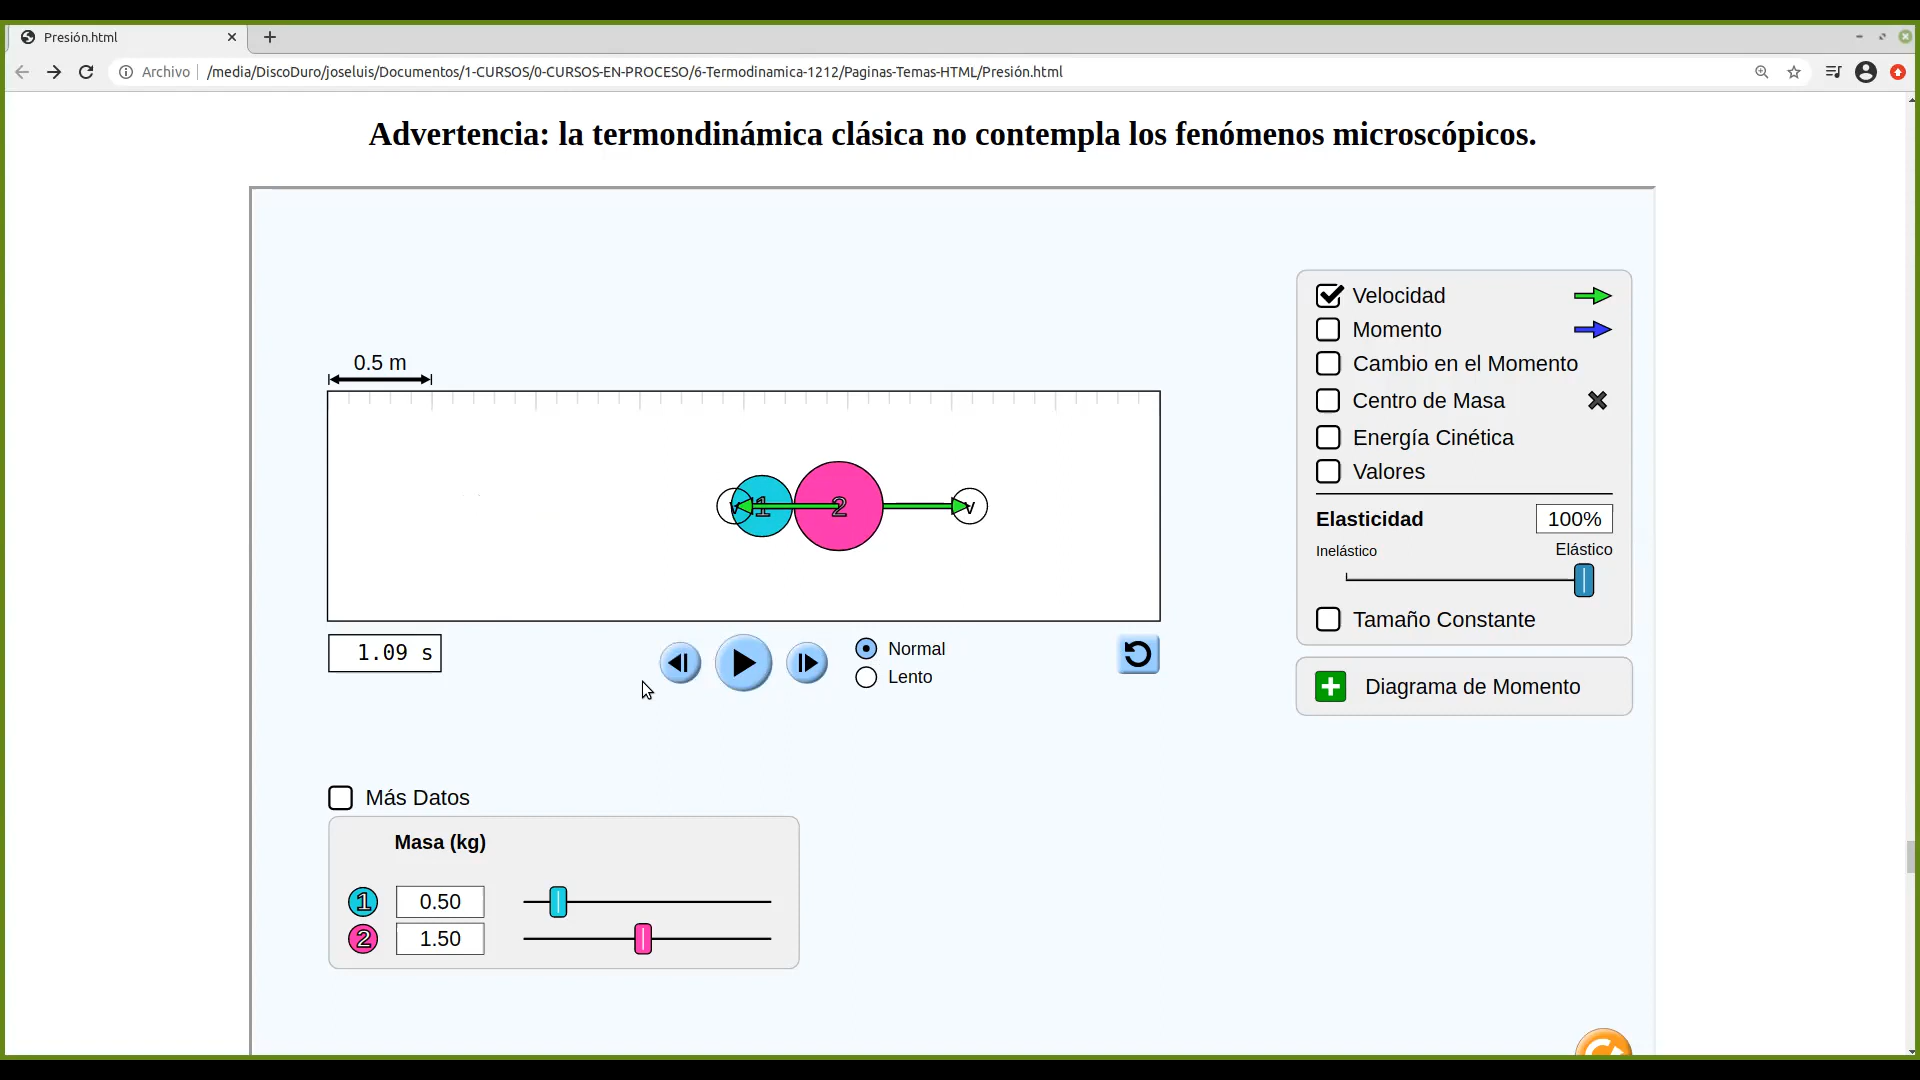 Presión.html
Archivo
/media/DiscoDuro/joseluis/Documentos/1-CURSOS/0-CURSOS-EN-PROCESO/6-Termodinamica-1212/Paginas-Temas-HTML/Presión.html
Advertencia: la termondinámica clásica no contempla los fenómenos microscópicos.
Velocidad
Momento
Cambio en el Momento
Centro de Masa
Energía Cinética
Valores
Elasticidad 100%
Inelástico Elástico
Tamaño Constante
Diagrama de Momento
0.5 m
v 1 2 v
1.09 s
Normal
Lento
Más Datos
Masa (kg)
1 0.50
2 1.50